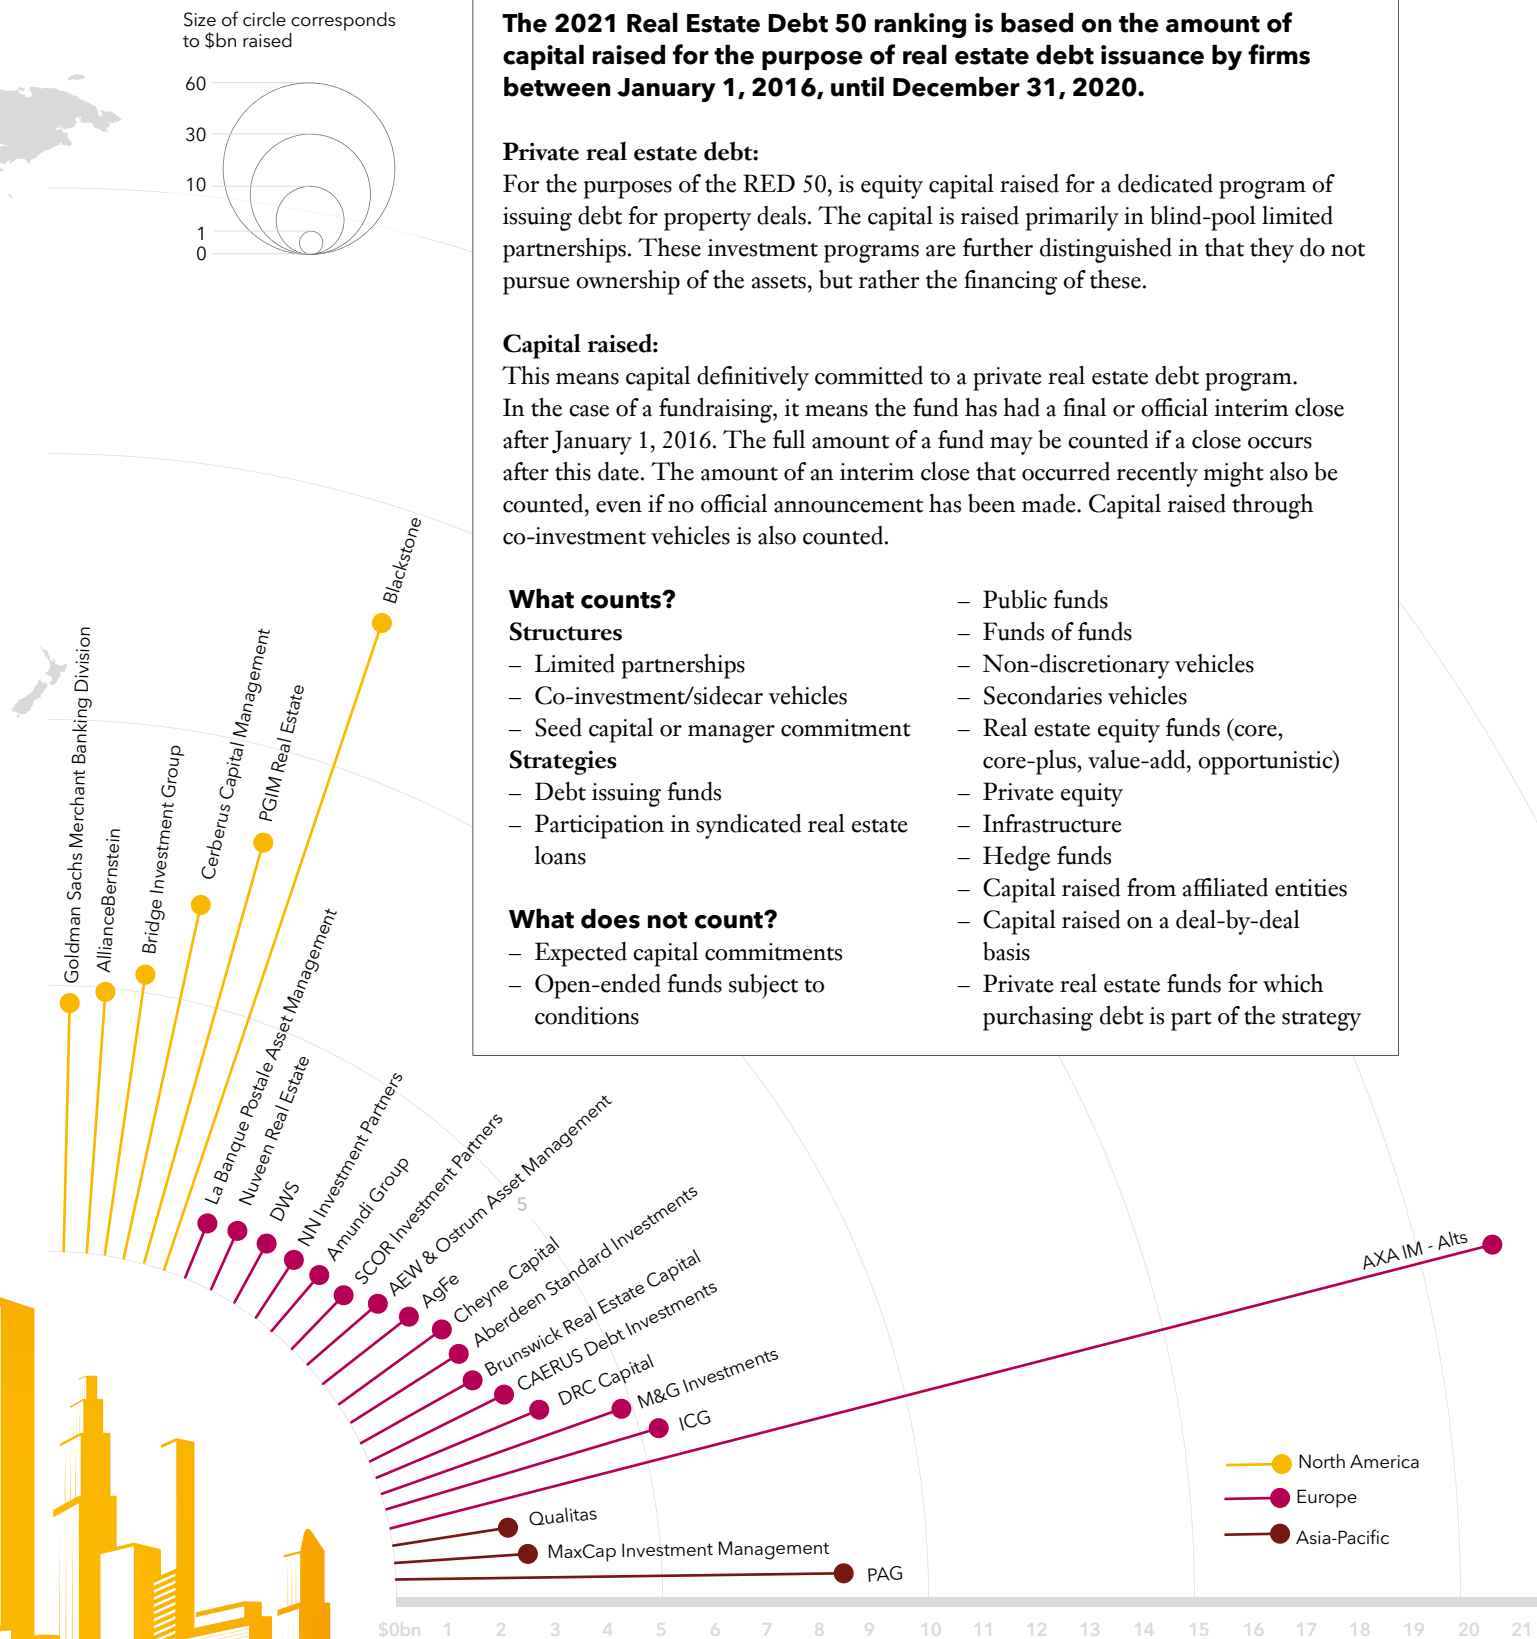 Size of circle corresponds
to $bn raised
60
30
10
1
0
The 2021 Real Estate Debt 50 ranking is based on the amount of
capital raised for the purpose of real estate debt issuance by firms
between January 1, 2016, until December 31, 2020.
Private real estate debt:
For the purposes of the RED 50, is equity capital raised for a dedicated program of
issuing debt for property deals. The capital is raised primarily in blind-pool limited
partnerships. These investment programs are further distinguished in that they do not
pursue ownership of the assets, but rather the financing of these.
Capital raised:
This means capital definitively committed to a private real estate debt program.
In the case of a fundraising, it means the fund has had a final or official interim close
after January 1, 2016. The full amount of a fund may be counted if a close occurs
after this date. The amount of an interim close that occurred recently might also be
counted, even if no official announcement has been made. Capital raised through
co-investment vehicles is also counted.
What counts?
Structures
– Limited partnerships
– Co-investment/sidecar vehicles
– Seed capital or manager commitment
Strategies
– Debt issuing funds
– Participation in syndicated real estate
loans
What does not count?
– Expected capital commitments
– Open-ended funds subject to
conditions
– Public funds
– Funds of funds
– Non-discretionary vehicles
– Secondaries vehicles
– Real estate equity funds (core,
core-plus, value-add, opportunistic)
– Private equity
– Infrastructure
– Hedge funds
– Capital raised from affiliated entities
– Capital raised on a deal-by-deal
basis
– Private real estate funds for which
purchasing debt is part of the strategy
Goldman Sachs Merchant Banking Division
AllianceBernstein
Bridge Investment Group
Cerberus Capital Management
PGIM Real Estate
Blackstone
La Banque Postale Asset Management
Nuveen Real Estate
DWS
NN Investment Partners
Amundi Group
SCOR Investment Partners
AEW & Ostrum Asset Management
AgFe
Cheyne Capital
Aberdeen Standard Investments
Brunswick Real Estate Capital
CAERUS Debt Investments
DRC Capital
M&G Investments
ICG
AXA IM - Alts
Qualitas
MaxCap Investment Management
PAG
5
North America
Europe
Asia-Pacific
$0bn 1 2 3 4 5 6 7 8 9 10 11 12 13 14 15 16 17 18 19 20 21